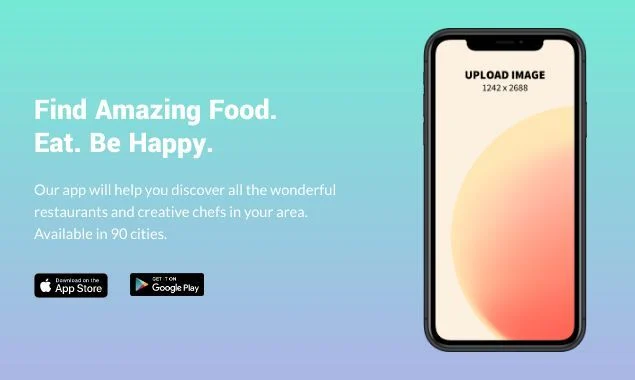 Find Amazing Food.
Eat. Be Happy.
Our app will help you discover all the wonderful
restaurants and creative chefs in your area.
Available in 90 cities.
Download on the
App Store
GET IT ON
Google Play
UPLOAD IMAGE
1242 x 2688